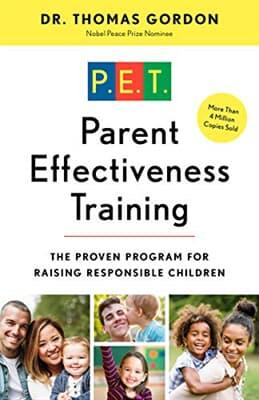 DR. THOMAS GORDON
Nobel Peace Prize Nominee
P.E.T.
More Than
4 Million
Copies Sold
Parent
Effectiveness
Training
THE PROVEN PROGRAM FOR
RAISING RESPONSIBLE CHILDREN